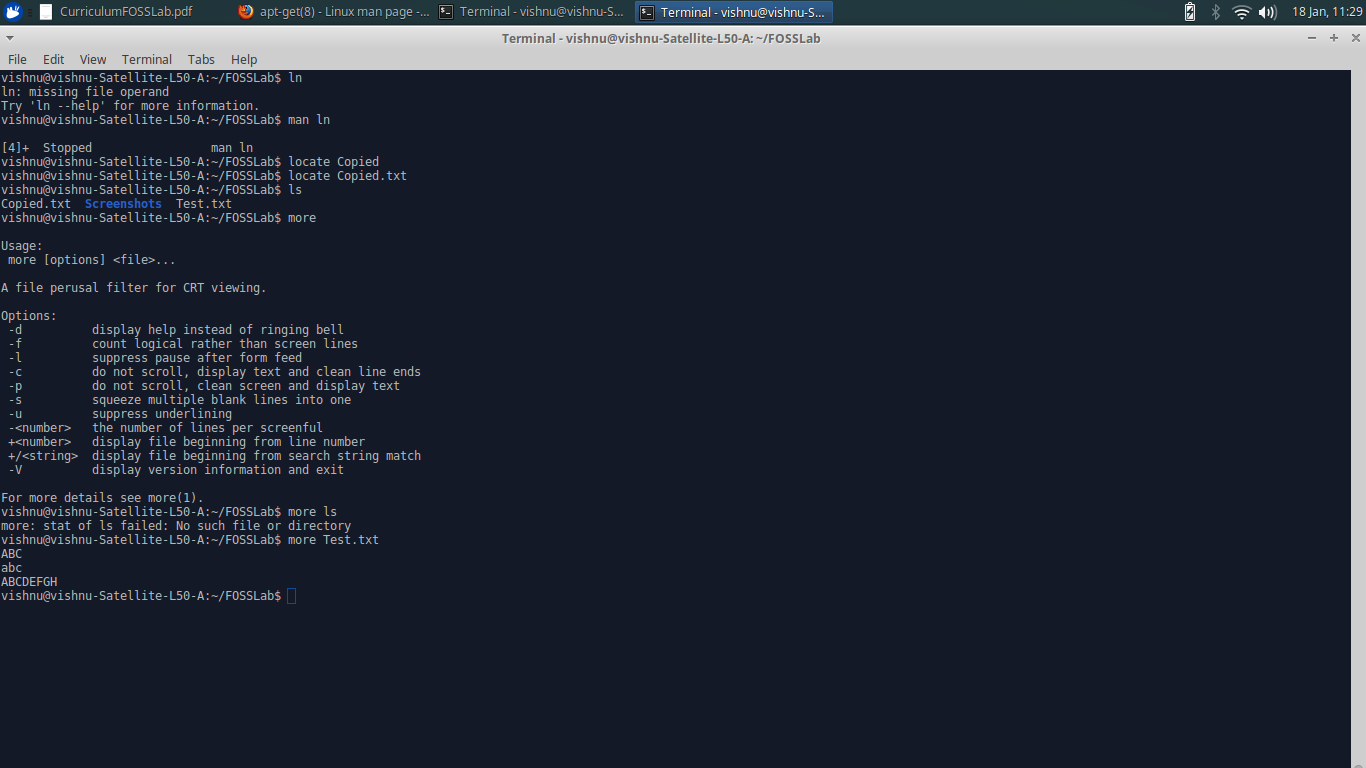 CurriculumFOSSLab.pdf
apt-get(8) - Linux man page -...
Terminal - vishnu@vishnu-S...
Terminal - vishnu@vishnu-S...
18 Jan, 11:29
Terminal - vishnu@vishnu-Satellite-L50-A: ~/FOSSLab
File Edit View Terminal Tabs Help
vishnu@vishnu-Satellite-L50-A:~/FOSSLab$ ln
ln: missing file operand
Try 'ln --help' for more information.
vishnu@vishnu-Satellite-L50-A:~/FOSSLab$ man ln
[4]+  Stopped                 man ln
vishnu@vishnu-Satellite-L50-A:~/FOSSLab$ locate Copied
vishnu@vishnu-Satellite-L50-A:~/FOSSLab$ locate Copied.txt
vishnu@vishnu-Satellite-L50-A:~/FOSSLab$ ls
Copied.txt  Screenshots  Test.txt
vishnu@vishnu-Satellite-L50-A:~/FOSSLab$ more
Usage:
 more [options] <file>...
A file perusal filter for CRT viewing.
Options:
 -d          display help instead of ringing bell
 -f          count logical rather than screen lines
 -l          suppress pause after form feed
 -c          do not scroll, display text and clean line ends
 -p          do not scroll, clean screen and display text
 -s          squeeze multiple blank lines into one
 -u          suppress underlining
 -<number>   the number of lines per screenful
 +<number>   display file beginning from line number
 +/<string>  display file beginning from search string match
 -V          display version information and exit
For more details see more(1).
vishnu@vishnu-Satellite-L50-A:~/FOSSLab$ more ls
more: stat of ls failed: No such file or directory
vishnu@vishnu-Satellite-L50-A:~/FOSSLab$ more Test.txt
ABC
abc
ABCDEFGH
vishnu@vishnu-Satellite-L50-A:~/FOSSLab$